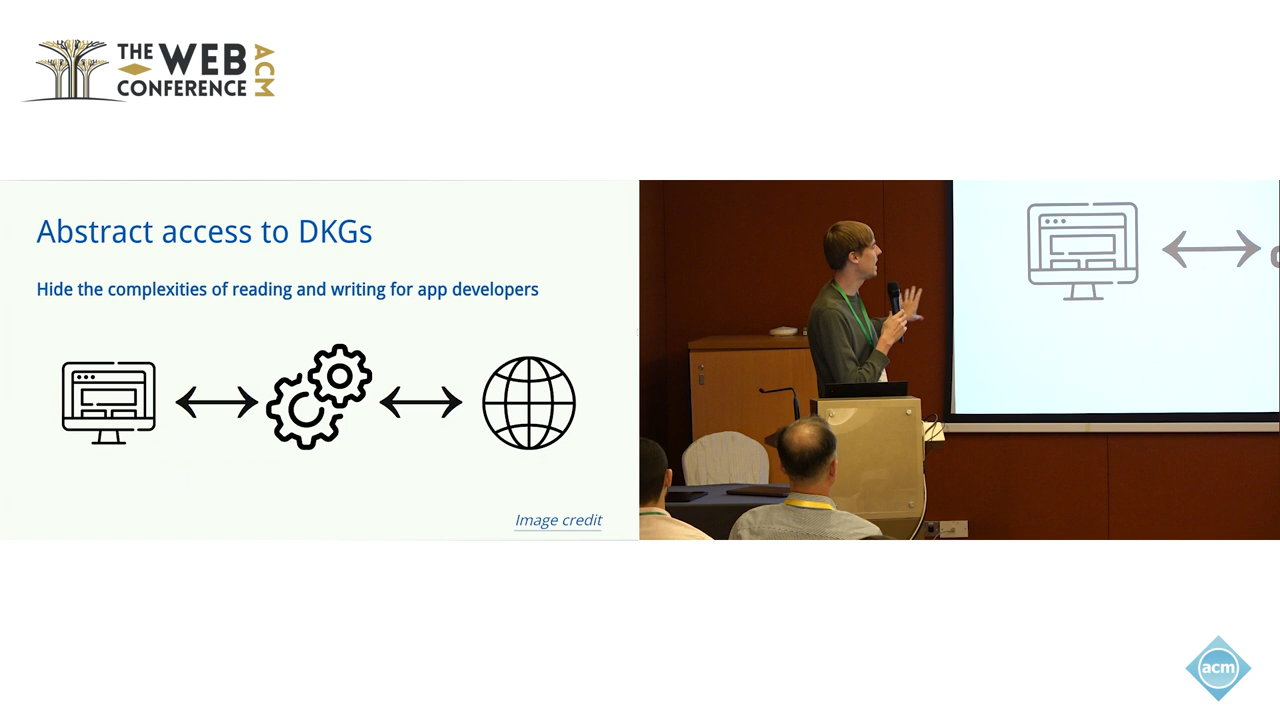 THE WEB
CONFERENCE
ACM
Abstract access to DKGs
Hide the complexities of reading and writing for app developers
Image credit
acm